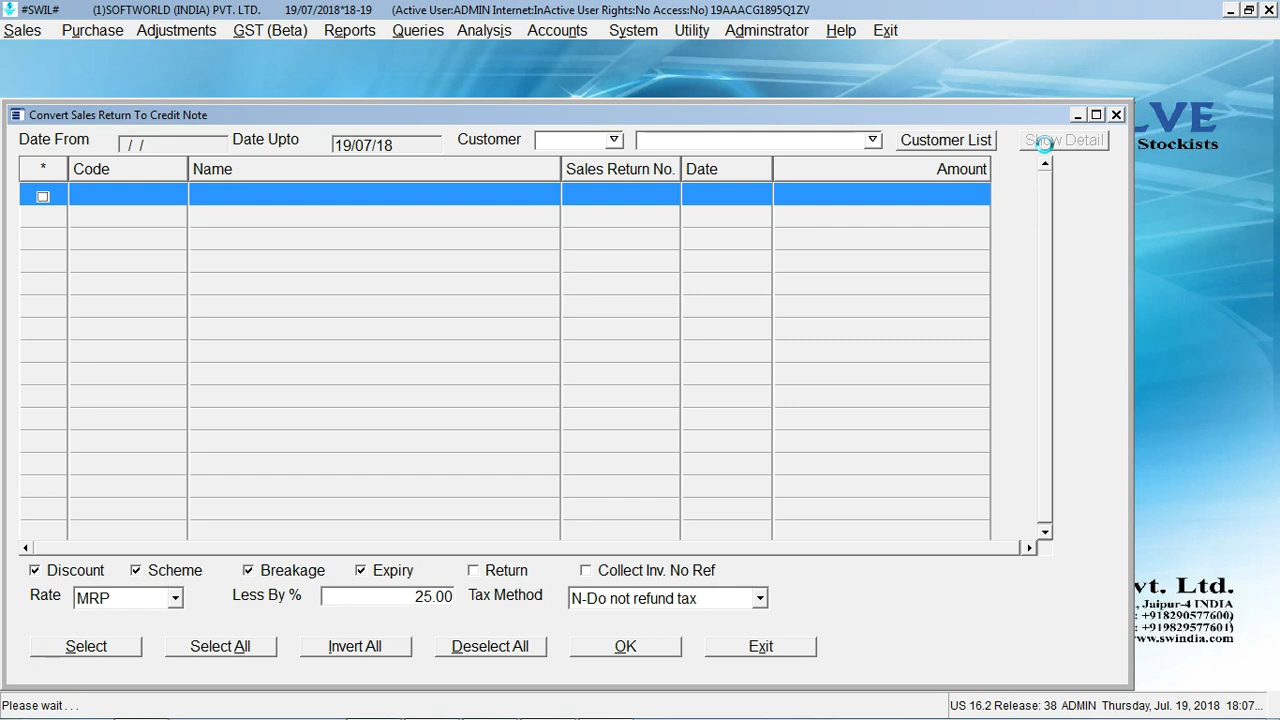 #SWIL# (1)SOFTWORLD (INDIA) PVT. LTD. 19/07/2018*18-19 (Active User:ADMIN Internet:InActive User Rights:No Access:No) 19AAACG1895Q1ZV
Sales Purchase Adjustments GST (Beta) Reports Queries Analysis Accounts System Utility Adminstrator Help Exit
LVE
Stockists
Convert Sales Return To Credit Note
Date From / / Date Upto 19/07/18 Customer Customer List Show Detail
* Code Name Sales Return No. Date Amount
Discount Scheme Breakage Expiry Return Collect Inv. No Ref
Rate MRP Less By % 25.00 Tax Method N-Do not refund tax
Select Select All Invert All Deselect All OK Exit
vt. Ltd.
, Jaipur-4 INDIA
: +918290577600)
: +919829577601)
www.swindia.com
Please wait . . . US 16.2 Release: 38 ADMIN Thursday, Jul. 19, 2018 18:07...